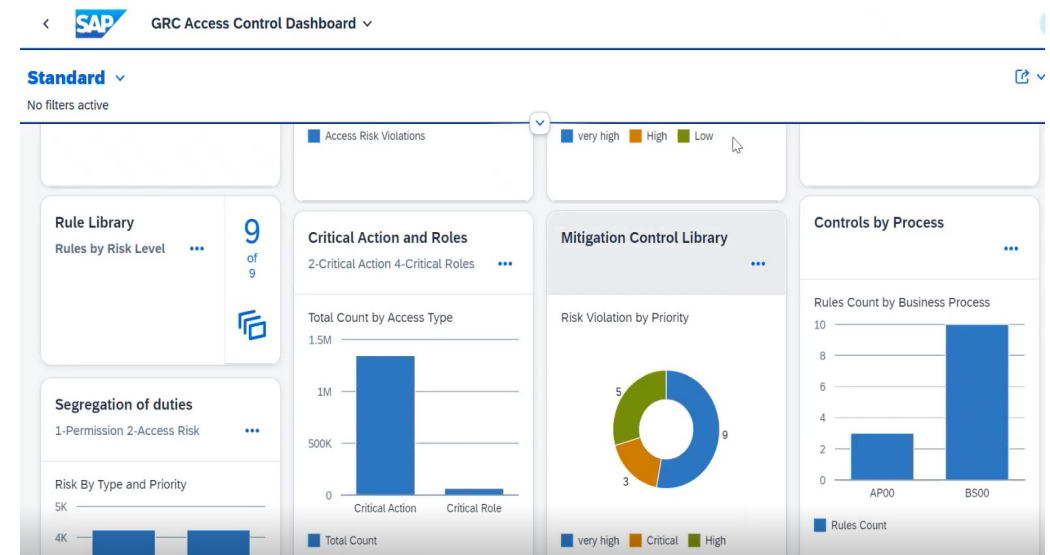 SAP GRC Access Control Dashboard
Standard
No filters active
Access Risk Violations
very high High Low
Rule Library
Rules by Risk Level
9
of
9
Critical Action and Roles
2-Critical Action 4-Critical Roles
Total Count by Access Type
1.5M
1M
500K
0
Critical Action Critical Role
Total Count
Mitigation Control Library
Risk Violation by Priority
5
9
3
very high Critical High
Controls by Process
Rules Count by Business Process
10
8
6
4
2
0
AP00 BS00
Rules Count
Segregation of duties
1-Permission 2-Access Risk
Risk By Type and Priority
5K
4K